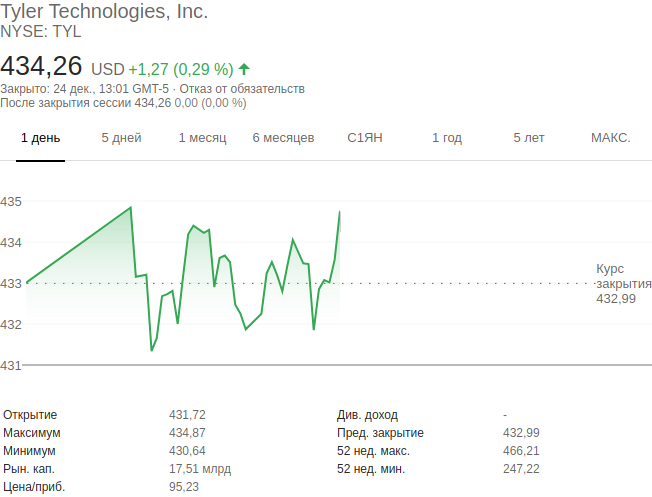 Tyler Technologies, Inc.
NYSE: TYL
434,26 USD +1,27 (0,29 %)
Закрыто: 24 дек., 13:01 GMT-5 · Отказ от обязательств
После закрытия сессии 434,26 0,00 (0,00 %)
1 день 5 дней 1 месяц 6 месяцев С1ЯН 1 год 5 лет МАКС.
435
434
433
432
431
Курс
закрытия
432,99
Открытие 431,72 Див. доход -
Максимум 434,87 Пред. закрытие 432,99
Минимум 430,64 52 нед. макс. 466,21
Рын. кап. 17,51 млрд 52 нед. мин. 247,22
Цена/приб. 95,23